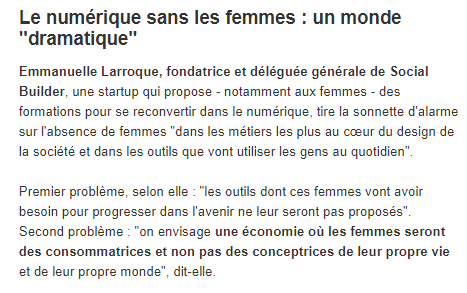 Le numérique sans les femmes : un monde
"dramatique"
Emmanuelle Larroque, fondatrice et déléguée générale de Social
Builder, une startup qui propose - notamment aux femmes - des
formations pour se reconvertir dans le numérique, tire la sonnette d'alarme
sur l'absence de femmes "dans les métiers les plus au cœur du design de
la société et dans les outils que vont utiliser les gens au quotidien".
Premier problème, selon elle : "les outils dont ces femmes vont avoir
besoin pour progresser dans l'avenir ne leur seront pas proposés".
Second problème : "on envisage une économie où les femmes seront
des consommatrices et non pas des conceptrices de leur propre vie
et de leur propre monde", dit-elle.